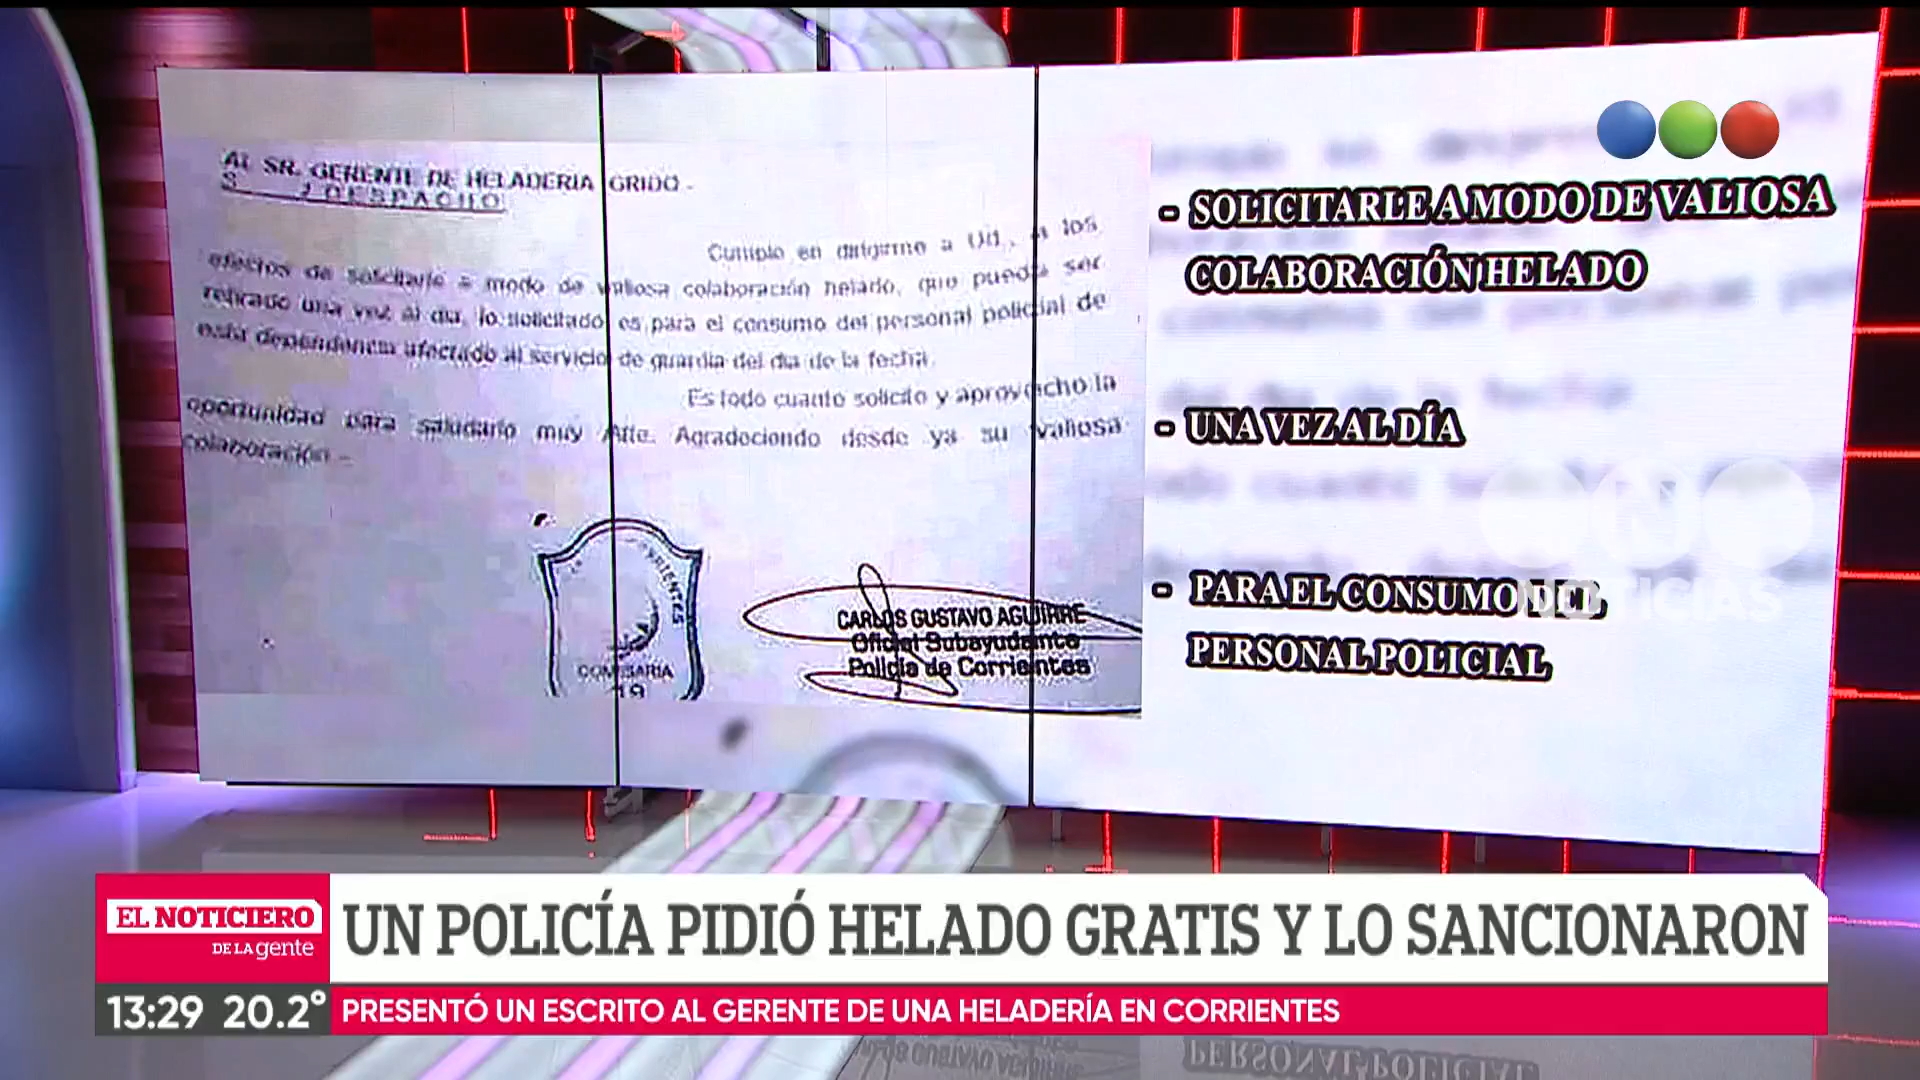 AL SR. GERENTE DE HELADERIA GRIDO -
S / DESPACHO
Cumplo en dirigirme a Ud., a los
efectos de solicitarle a modo de valiosa colaboración helado, que pueda ser
retirado una vez al dia, lo solicitado es para el consumo del personal policial de
esta dependencia afectado al servicio de guardia del dia de la fecha.
Es todo cuanto solicito y aprovecho la
oportunidad para saludarlo muy Atte. Agradeciendo desde ya su valiosa
colaboración -
CORRIENTES
COMISARIA
19
CARLOS GUSTAVO AGUIRRE
Oficial Subayudante
Policia de Corrientes
- SOLICITARLE A MODO DE VALIOSA
COLABORACIÓN HELADO
- UNA VEZ AL DÍA
- PARA EL CONSUMO DEL
PERSONAL POLICIAL
N
NOTICIAS
EL NOTICIERO
DE LA gente
UN POLICÍA PIDIÓ HELADO GRATIS Y LO SANCIONARON
13:29 20.2°
PRESENTÓ UN ESCRITO AL GERENTE DE UNA HELADERÍA EN CORRIENTES